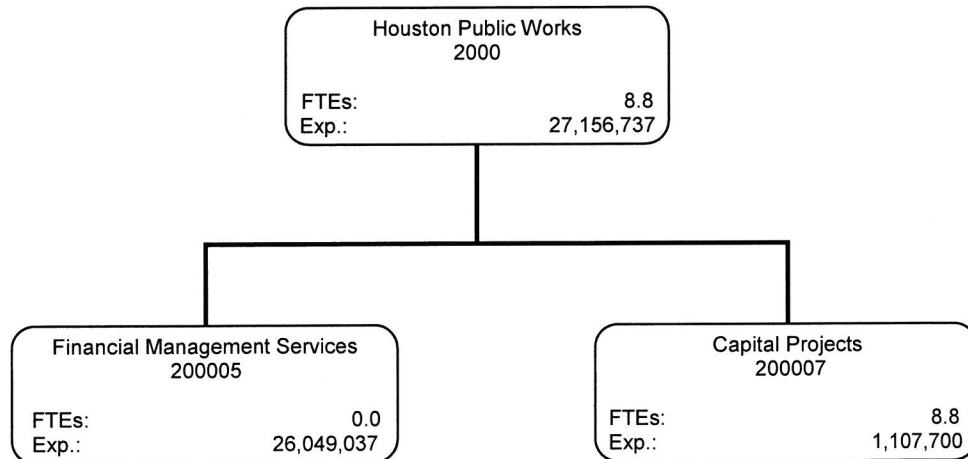 Houston Public Works
2000
FTEs: 8.8
Exp.: 27,156,737
Financial Management Services
200005
FTEs: 0.0
Exp.: 26,049,037
Capital Projects
200007
FTEs: 8.8
Exp.: 1,107,700